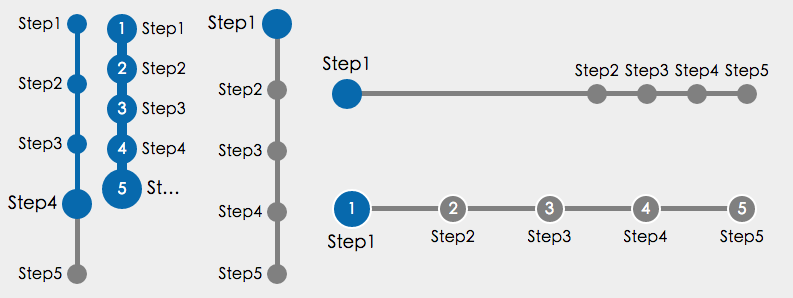 Step1
Step2
Step3
Step4
Step5
1 Step1
2 Step2
3 Step3
4 Step4
5 St...
Step1
Step2
Step3
Step4
Step5
Step1 Step2 Step3 Step4 Step5
1 2 3 4 5
Step1 Step2 Step3 Step4 Step5